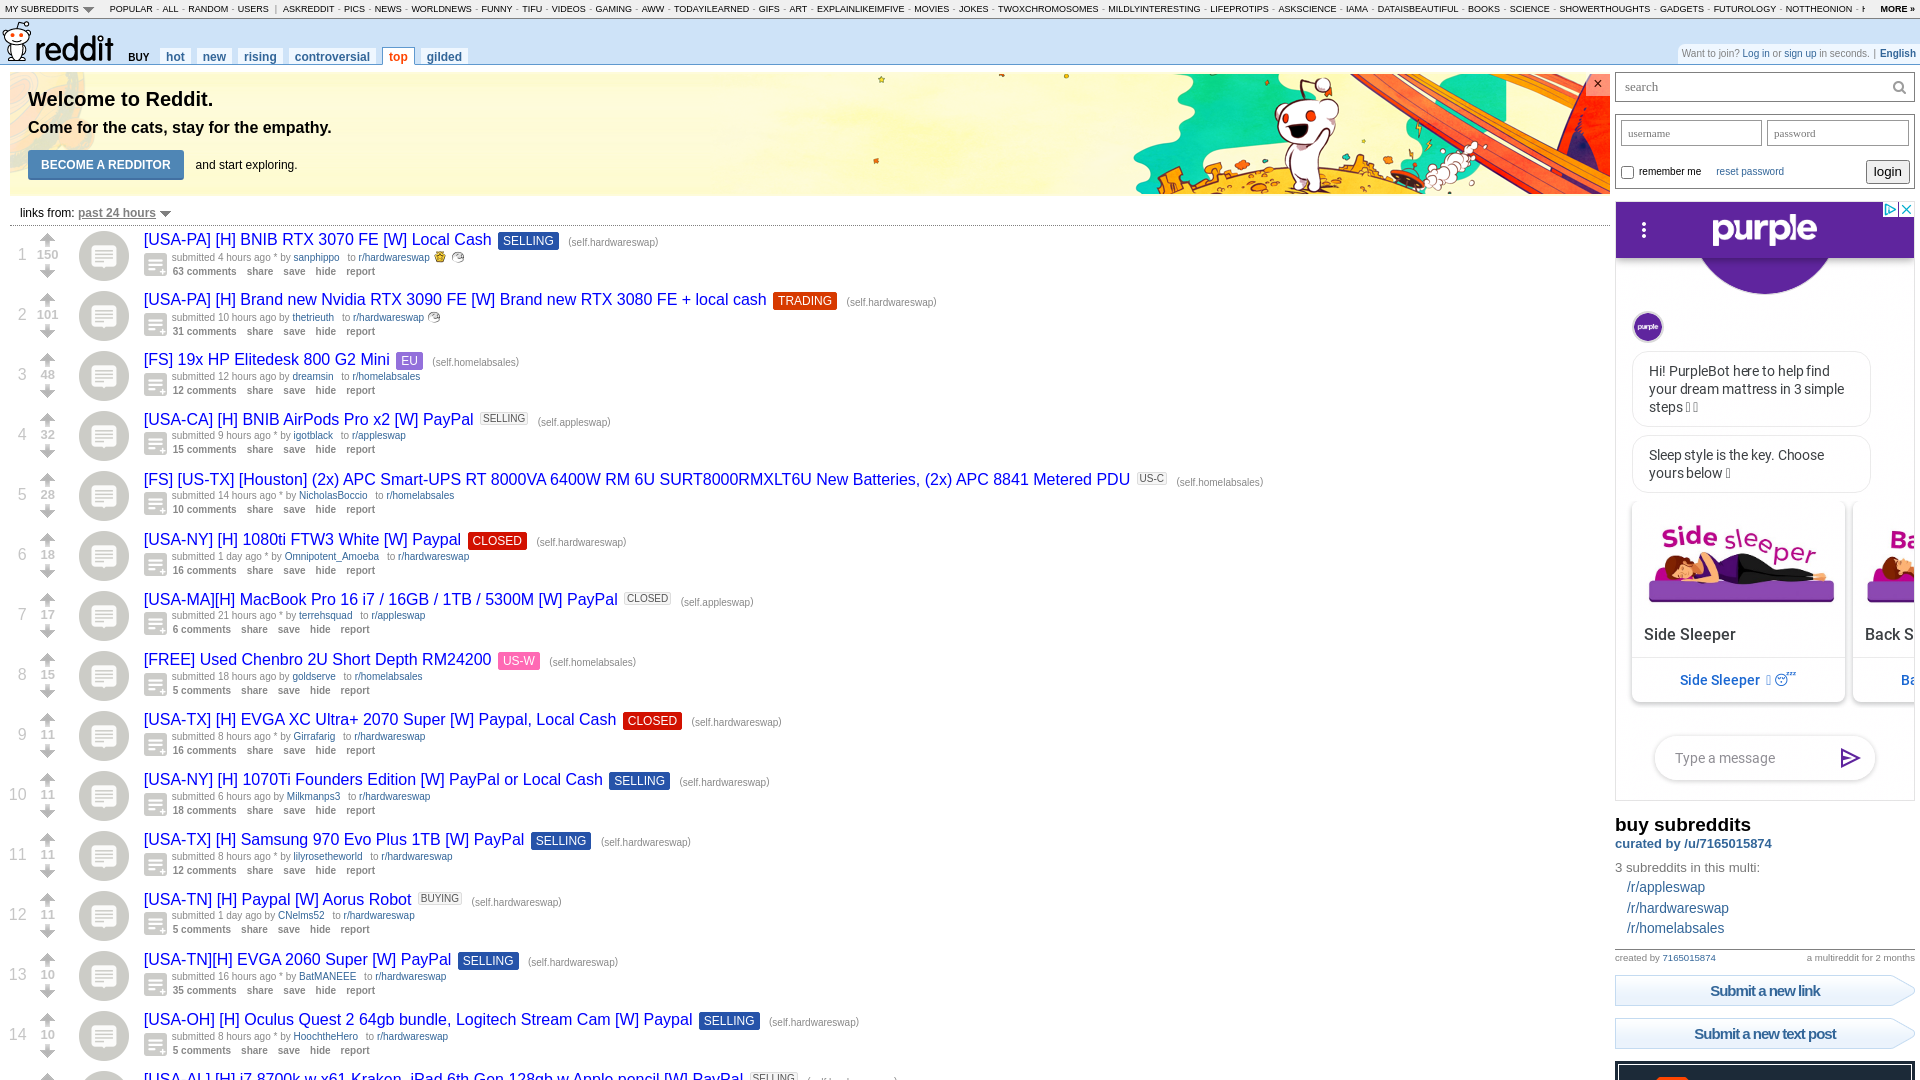 MY SUBREDDITS POPULAR - ALL - RANDOM - USERS | ASKREDDIT - PICS - NEWS - WORLDNEWS - FUNNY - TIFU - VIDEOS - GAMING - AWW - TODAYILEARNED - GIFS - ART - EXPLAINLIKEIMFIVE - MOVIES - JOKES - TWOXCHROMOSOMES - MILDLYINTERESTING - LIFEPROTIPS - ASKSCIENCE - IAMA - DATAISBEAUTIFUL - BOOKS - SCIENCE - SHOWERTHOUGHTS - GADGETS - FUTUROLOGY - NOTTHEONION - MORE »
reddit BUY hot new rising controversial top gilded
Want to join? Log in or sign up in seconds. | English
Welcome to Reddit.
Come for the cats, stay for the empathy.
BECOME A REDDITOR and start exploring.
links from: past 24 hours
1 150 [USA-PA] [H] BNIB RTX 3070 FE [W] Local Cash SELLING (self.hardwareswap)
submitted 4 hours ago * by sanphippo to r/hardwareswap
63 comments share save hide report
2 101 [USA-PA] [H] Brand new Nvidia RTX 3090 FE [W] Brand new RTX 3080 FE + local cash TRADING (self.hardwareswap)
submitted 10 hours ago by thetrieuth to r/hardwareswap
31 comments share save hide report
3 48 [FS] 19x HP Elitedesk 800 G2 Mini EU (self.homelabsales)
submitted 12 hours ago by dreamsin to r/homelabsales
12 comments share save hide report
4 32 [USA-CA] [H] BNIB AirPods Pro x2 [W] PayPal SELLING (self.appleswap)
submitted 9 hours ago * by igotblack to r/appleswap
15 comments share save hide report
5 28 [FS] [US-TX] [Houston] (2x) APC Smart-UPS RT 8000VA 6400W RM 6U SURT8000RMXLT6U New Batteries, (2x) APC 8841 Metered PDU US-C (self.homelabsales)
submitted 14 hours ago * by NicholasBoccio to r/homelabsales
10 comments share save hide report
6 18 [USA-NY] [H] 1080ti FTW3 White [W] Paypal CLOSED (self.hardwareswap)
submitted 1 day ago * by Omnipotent_Amoeba to r/hardwareswap
16 comments share save hide report
7 17 [USA-MA][H] MacBook Pro 16 i7 / 16GB / 1TB / 5300M [W] PayPal CLOSED (self.appleswap)
submitted 21 hours ago * by terrehsquad to r/appleswap
6 comments share save hide report
8 15 [FREE] Used Chenbro 2U Short Depth RM24200 US-W (self.homelabsales)
submitted 18 hours ago by goldserve to r/homelabsales
5 comments share save hide report
9 11 [USA-TX] [H] EVGA XC Ultra+ 2070 Super [W] Paypal, Local Cash CLOSED (self.hardwareswap)
submitted 8 hours ago * by Girrafarig to r/hardwareswap
16 comments share save hide report
10 11 [USA-NY] [H] 1070Ti Founders Edition [W] PayPal or Local Cash SELLING (self.hardwareswap)
submitted 6 hours ago by Milkmanps3 to r/hardwareswap
18 comments share save hide report
11 11 [USA-TX] [H] Samsung 970 Evo Plus 1TB [W] PayPal SELLING (self.hardwareswap)
submitted 8 hours ago * by lilyrosetheworld to r/hardwareswap
12 comments share save hide report
12 11 [USA-TN] [H] Paypal [W] Aorus Robot BUYING (self.hardwareswap)
submitted 1 day ago by CNelms52 to r/hardwareswap
5 comments share save hide report
13 10 [USA-TN][H] EVGA 2060 Super [W] PayPal SELLING (self.hardwareswap)
submitted 16 hours ago * by BatMANEEE to r/hardwareswap
35 comments share save hide report
14 10 [USA-OH] [H] Oculus Quest 2 64gb bundle, Logitech Stream Cam [W] Paypal SELLING (self.hardwareswap)
submitted 8 hours ago * by HoochtheHero to r/hardwareswap
5 comments share save hide report
[USA-AL] [H] i7 8700k w x61 Kraken, iPad 6th Gen 128gb w Apple pencil [W] PayPal SELLING
search
username password
remember me reset password login
purple
purple
Hi! PurpleBot here to help find
your dream mattress in 3 simple
steps
Sleep style is the key. Choose
yours below
Side sleeper
Side Sleeper
Back S
Side Sleeper
Ba
Type a message
buy subreddits
curated by /u/7165015874
3 subreddits in this multi:
/r/appleswap
/r/hardwareswap
/r/homelabsales
created by 7165015874 a multireddit for 2 months
Submit a new link
Submit a new text post